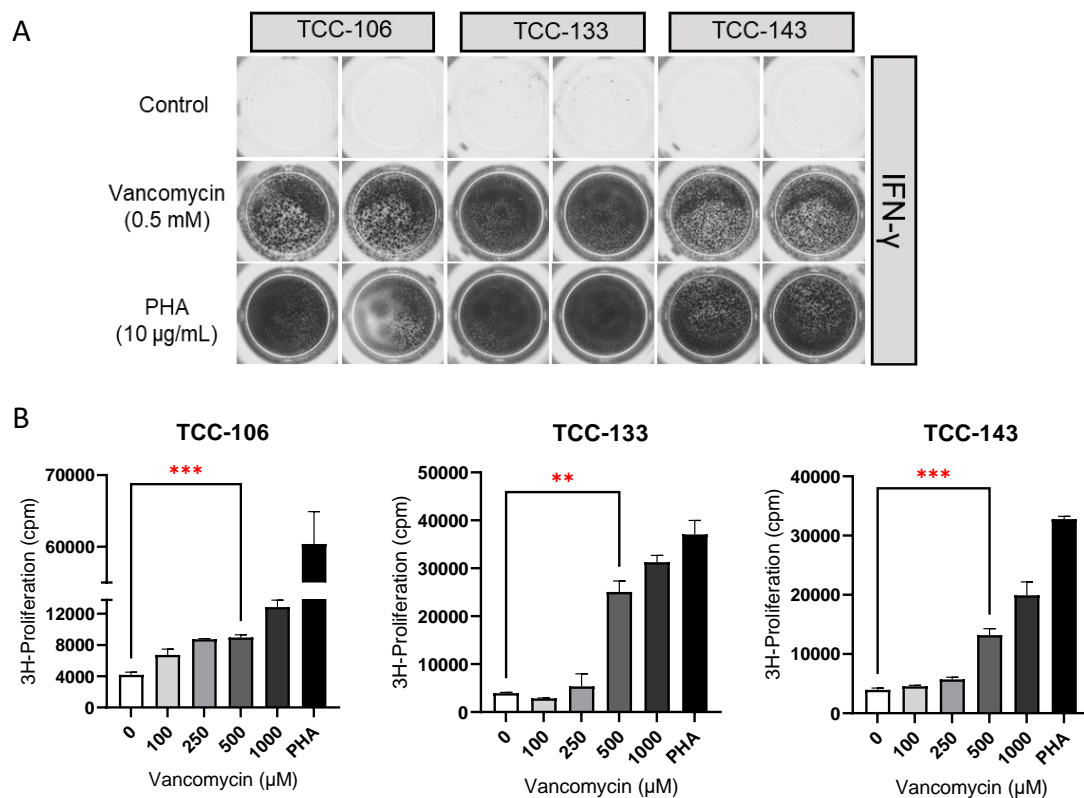 A
TCC-106 TCC-133 TCC-143
Control
Vancomycin
(0.5 mM)
PHA
(10 µg/mL)
IFN-γ
B
TCC-106
***
70000
60000
12000
8000
4000
0
3H-Proliferation (cpm)
0 100 250 500 1000 PHA
Vancomycin (µM)
TCC-133
**
50000
40000
30000
20000
10000
0
3H-Proliferation (cpm)
0 100 250 500 1000 PHA
Vancomycin (µM)
TCC-143
***
40000
30000
20000
10000
0
3H-Proliferation (cpm)
0 100 250 500 1000 PHA
Vancomycin (µM)